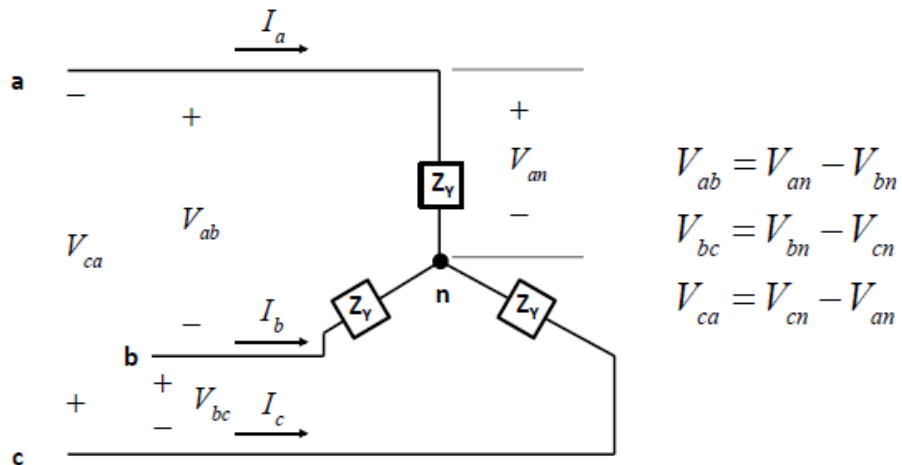 I_a
a
−
+
+
V_an
Z_Y
−
V_ab
V_ca
n
Z_Y
Z_Y
−
I_b
b
+
+
V_bc
−
I_c
c
V_ab = V_an − V_bn
V_bc = V_bn − V_cn
V_ca = V_cn − V_an